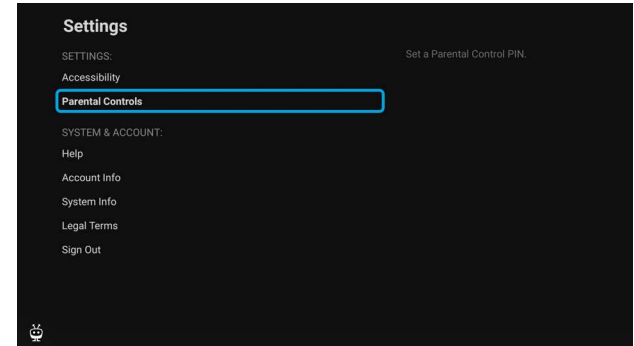 Settings
SETTINGS:
Set a Parental Control PIN.
Accessibility
Parental Controls
SYSTEM & ACCOUNT:
Help
Account Info
System Info
Legal Terms
Sign Out